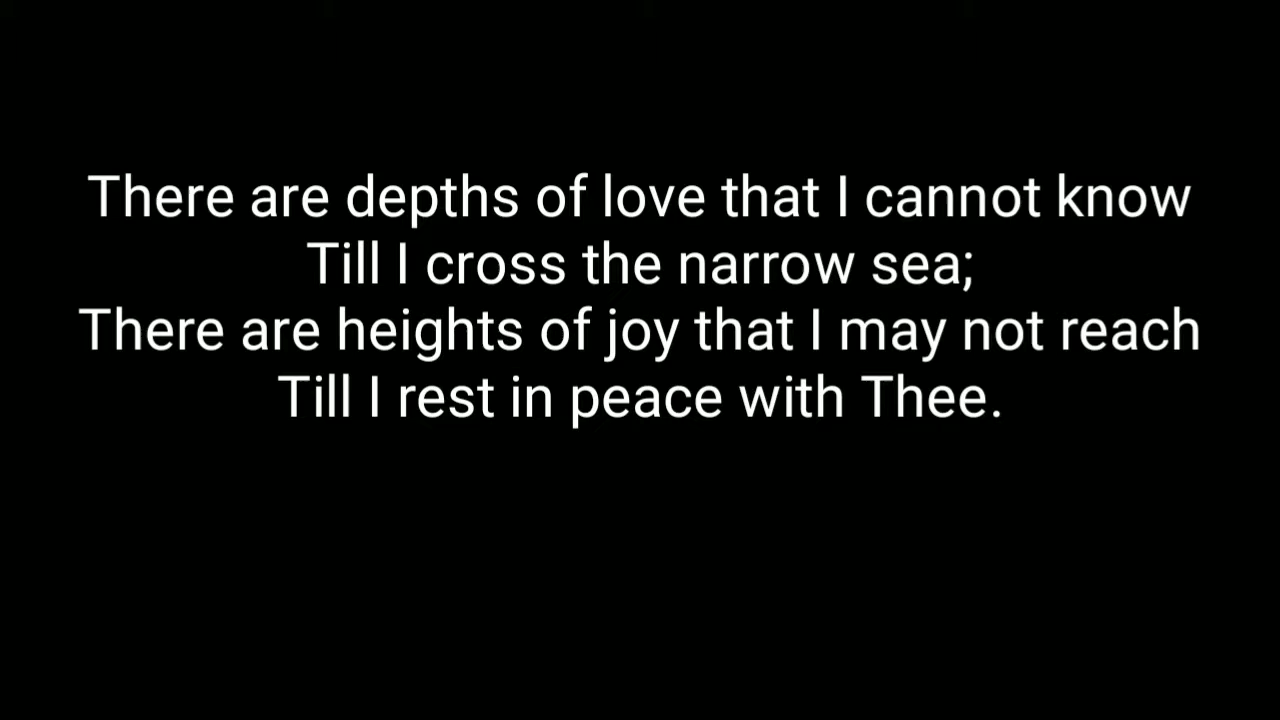 There are depths of love that I cannot know
Till I cross the narrow sea;
There are heights of joy that I may not reach
Till I rest in peace with Thee.